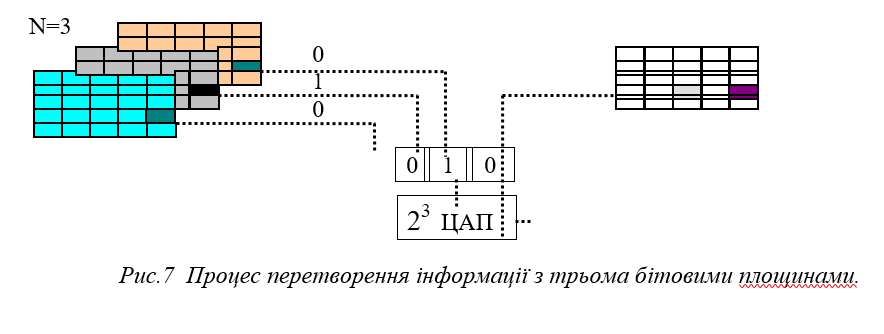 N=3
0
1
0
0 1 0
2³ ЦАП
Рис.7 Процес перетворення інформації з трьома бітовими площинами.